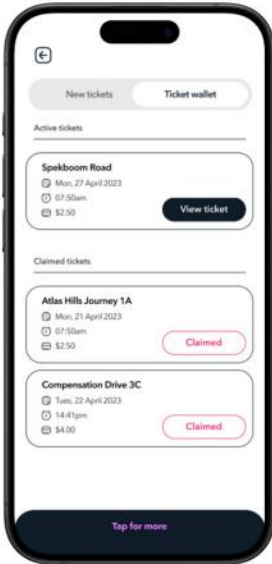 New tickets Ticket wallet
Active tickets
Spekboom Road
Mon, 27 April 2023
07:50am
$2.50 View ticket
Claimed tickets
Atlas Hills Journey 1A
Mon, 21 April 2023
07:50am
$2.50 Claimed
Compensation Drive 3C
Tues, 22 April 2023
14:41pm
$4.00 Claimed
Tap for more